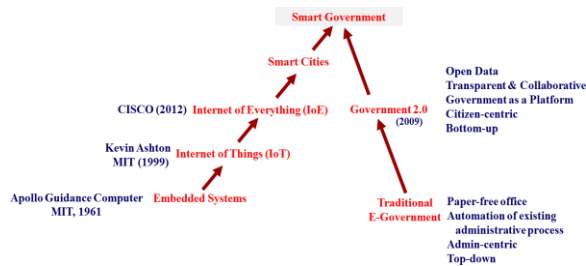 Smart Government
Smart Cities
CISCO (2012) Internet of Everything (IoE)
Government 2.0
(2009)
Open Data
Transparent & Collaborative
Government as a Platform
Citizen-centric
Bottom-up
Kevin Ashton
MIT (1999)
Internet of Things (IoT)
Apollo Guidance Computer
MIT, 1961
Embedded Systems
Traditional
E-Government
Paper-free office
Automation of existing
administrative process
Admin-centric
Top-down